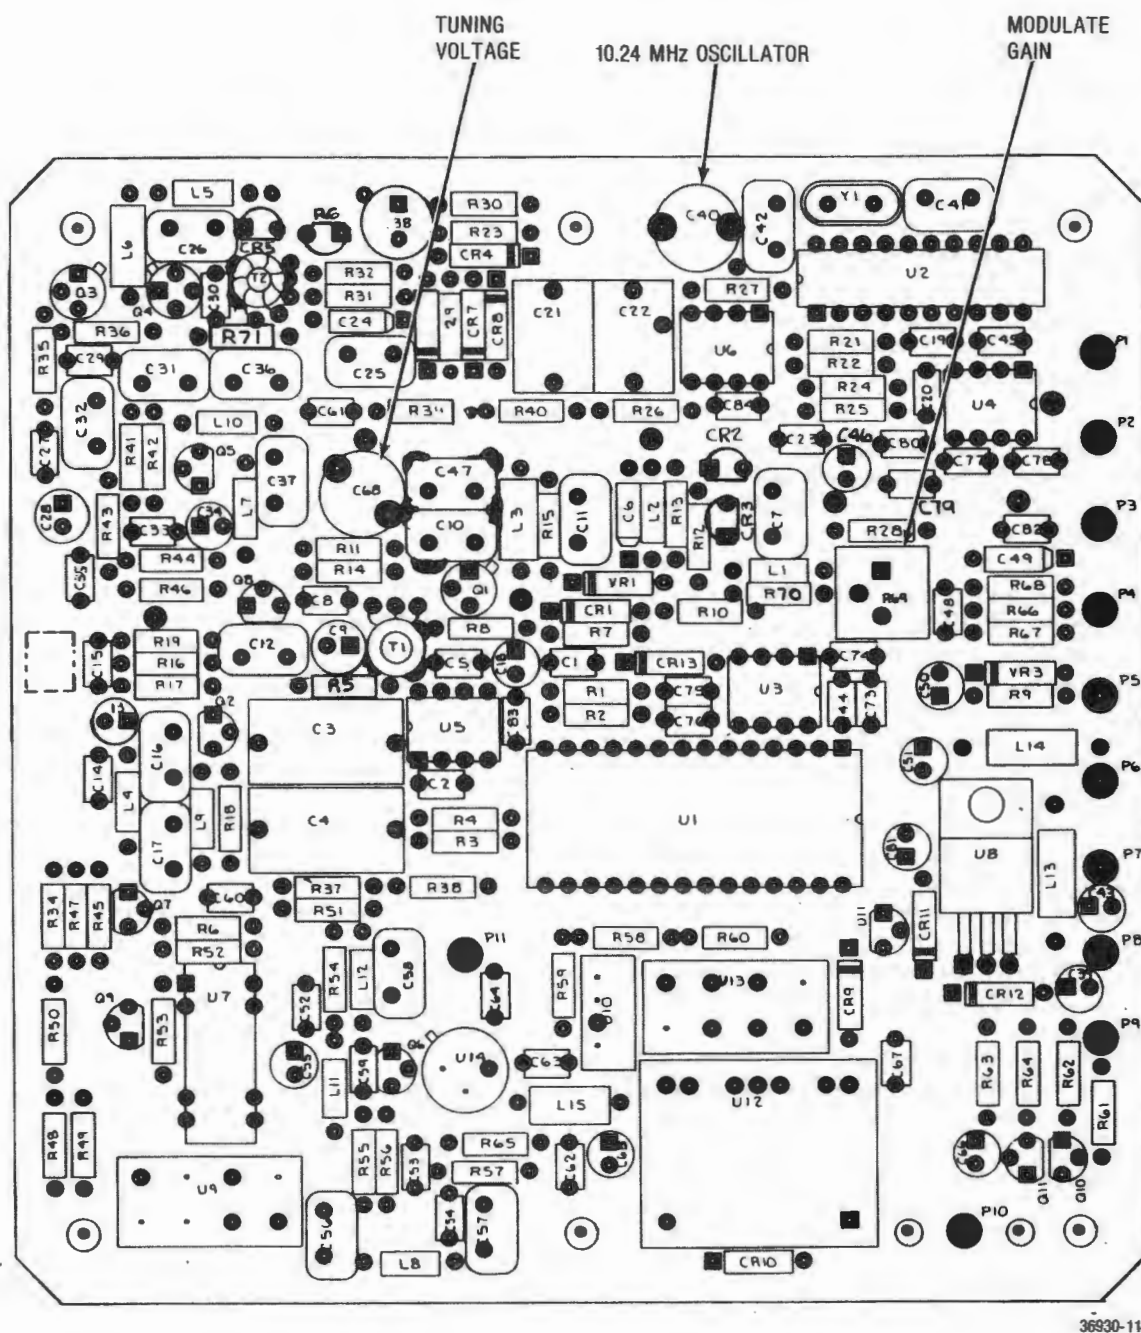 TUNING
VOLTAGE
10.24 MHz OSCILLATOR
MODULATE
GAIN
L5
R6
38
R30
C40
C42
Y1
C41
L6
C26
CR5
R23
CR4
U2
Q3
Q4
C30
T2
R32
R31
R27
R35
R36
R71
C24
29
CR7
CR8
C21
C22
U6
R21
C19
C45
P1
C29
C31
C36
C25
R22
R24
C20
U4
C32
L10
C61
R34
R40
R26
C84
R25
C23
C46
C80
P2
C27
R41
R42
Q5
C37
C68
C47
CR2
C77
C78
C28
R43
C33
C34
L7
C10
L3
R15
C11
C6
L2
R13
R12
CR3
C7
C79
P3
R28
C82
R44
R11
R14
C35
R46
Q8
C8
Q1
VR1
L1
R70
R69
C49
R68
P4
CR1
R10
C48
R66
R19
C12
C9
T1
R8
R7
R67
C15
R16
C5
C18
C1
CR13
C74
R17
R5
R1
C75
U3
C50
VR3
R9
P5
Q2
C3
U5
C83
R2
C76
C44
C73
C16
C51
L14
C14
C2
P6
L4
L9
R18
C4
R4
R3
U1
C81
U8
C17
L13
P7
R37
R38
C43
R34
R47
R45
Q7
C60
R51
U11
CR11
R6
R52
P11
R58
R60
P8
R54
L12
C58
R59
U10
U13
CR9
C39
U7
C52
C64
CR12
Q9
R50
R53
P9
C55
L11
C59
Q6
U14
C63
C67
R63
R64
R62
U12
R61
L15
R48
R49
R55
R56
C53
R65
C62
C65
C66
R57
Q11
Q10
U9
C56
C54
C57
P10
L8
CR10
36930-11